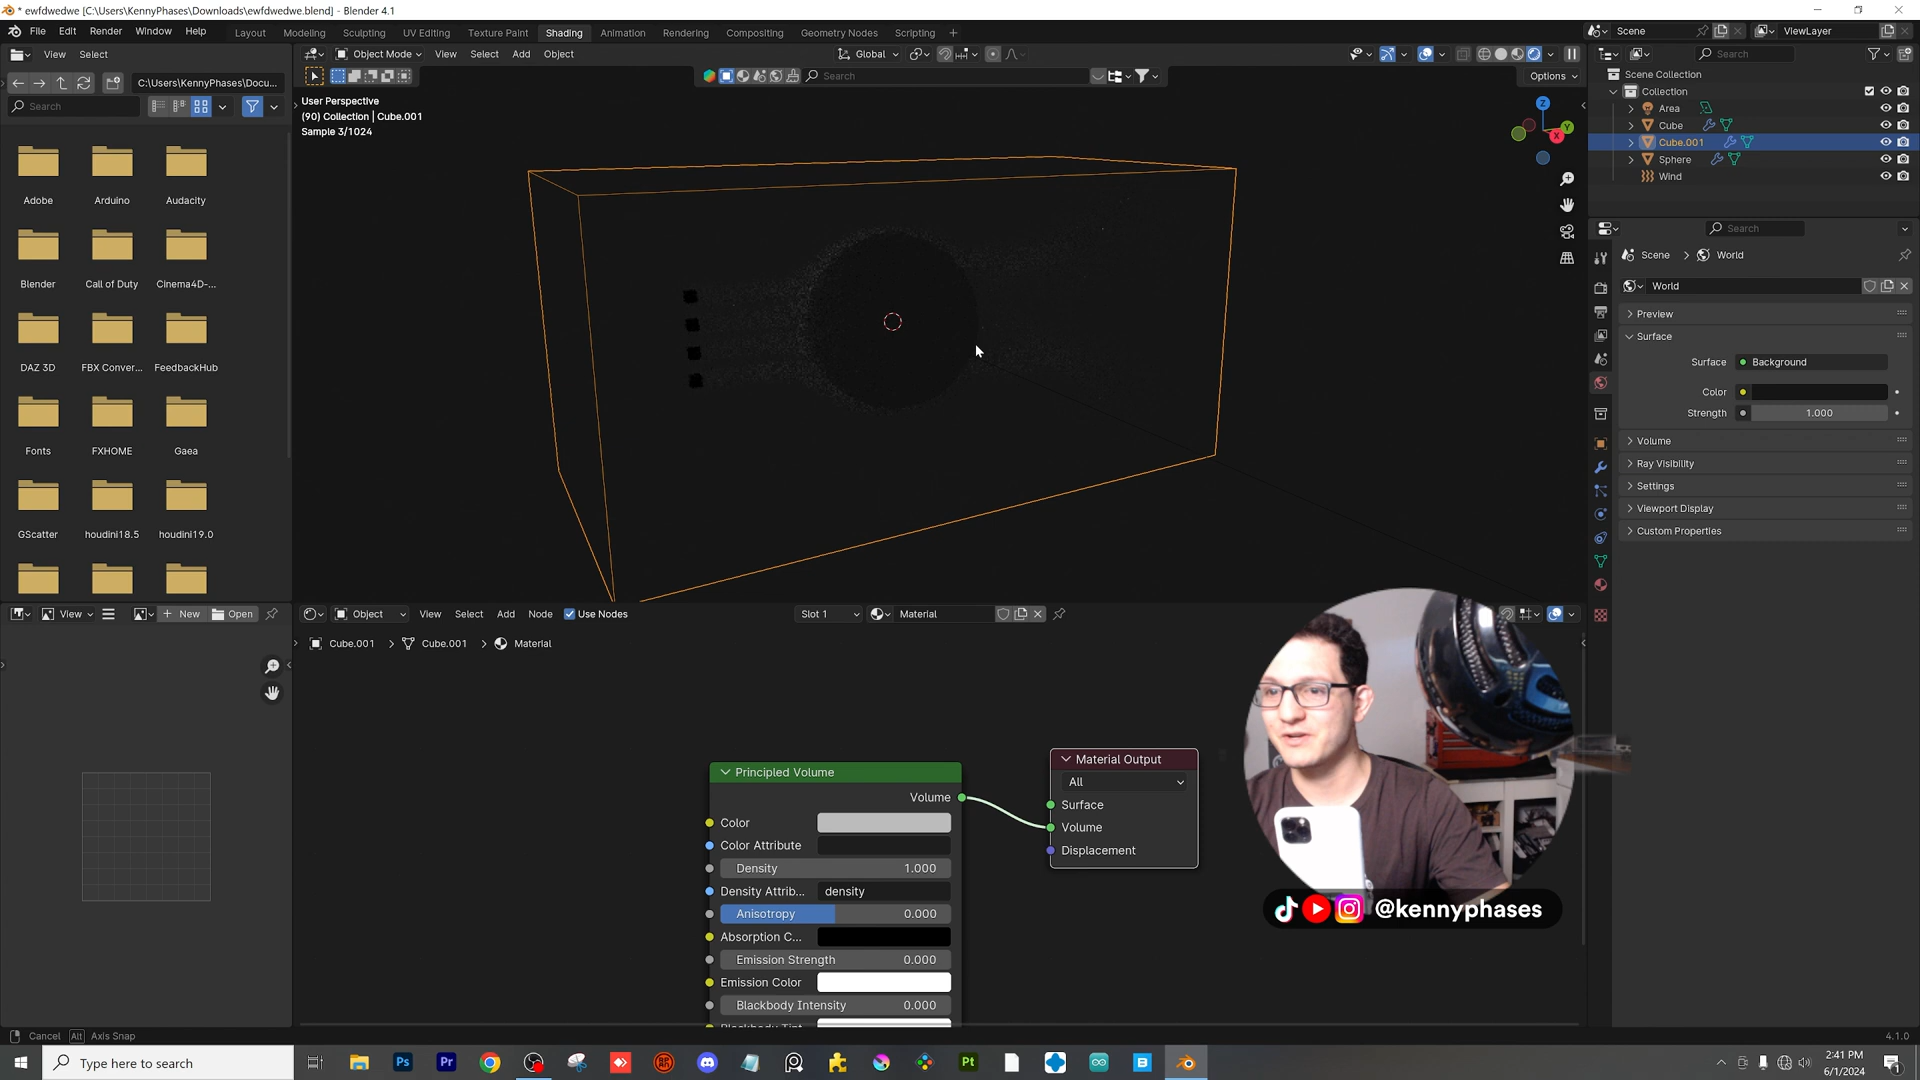 * ewfdwedwe [C:\Users\KennyPhases\Downloads\ewfdwedwe.blend] - Blender 4.1
File Edit Render Window Help
Layout Modeling Sculpting UV Editing Texture Paint Shading Animation Rendering Compositing Geometry Nodes Scripting +
Scene
ViewLayer
View Select
Object Mode View Select Add Object
Global
Search
C:\Users\KennyPhases\Docu...
Search
Search
Options
User Perspective
(90) Collection | Cube.001
Sample 3/1024
Z
Y
X
Scene Collection
Collection
Area
Cube
Cube.001
Sphere
Wind
Adobe Arduino Audacity
Blender Call of Duty Cinema4D-...
DAZ 3D FBX Conver... FeedbackHub
Fonts FXHOME Gaea
GScatter houdini18.5 houdini19.0
Search
Scene > World
World
Preview
Surface
Surface Background
Color
Strength 1.000
Volume
Ray Visibility
Settings
Viewport Display
Custom Properties
View New Open
Object View Select Add Node Use Nodes
Slot 1 Material
Cube.001 > Cube.001 > Material
Principled Volume
Volume
Color
Color Attribute
Density 1.000
Density Attrib... density
Anisotropy 0.000
Absorption C...
Emission Strength 0.000
Emission Color
Blackbody Intensity 0.000
Material Output
All
Surface
Volume
Displacement
@kennyphases
Cancel Alt Axis Snap
4.1.0
Type here to search
Ps Pr Pt B
2:41 PM
6/1/2024